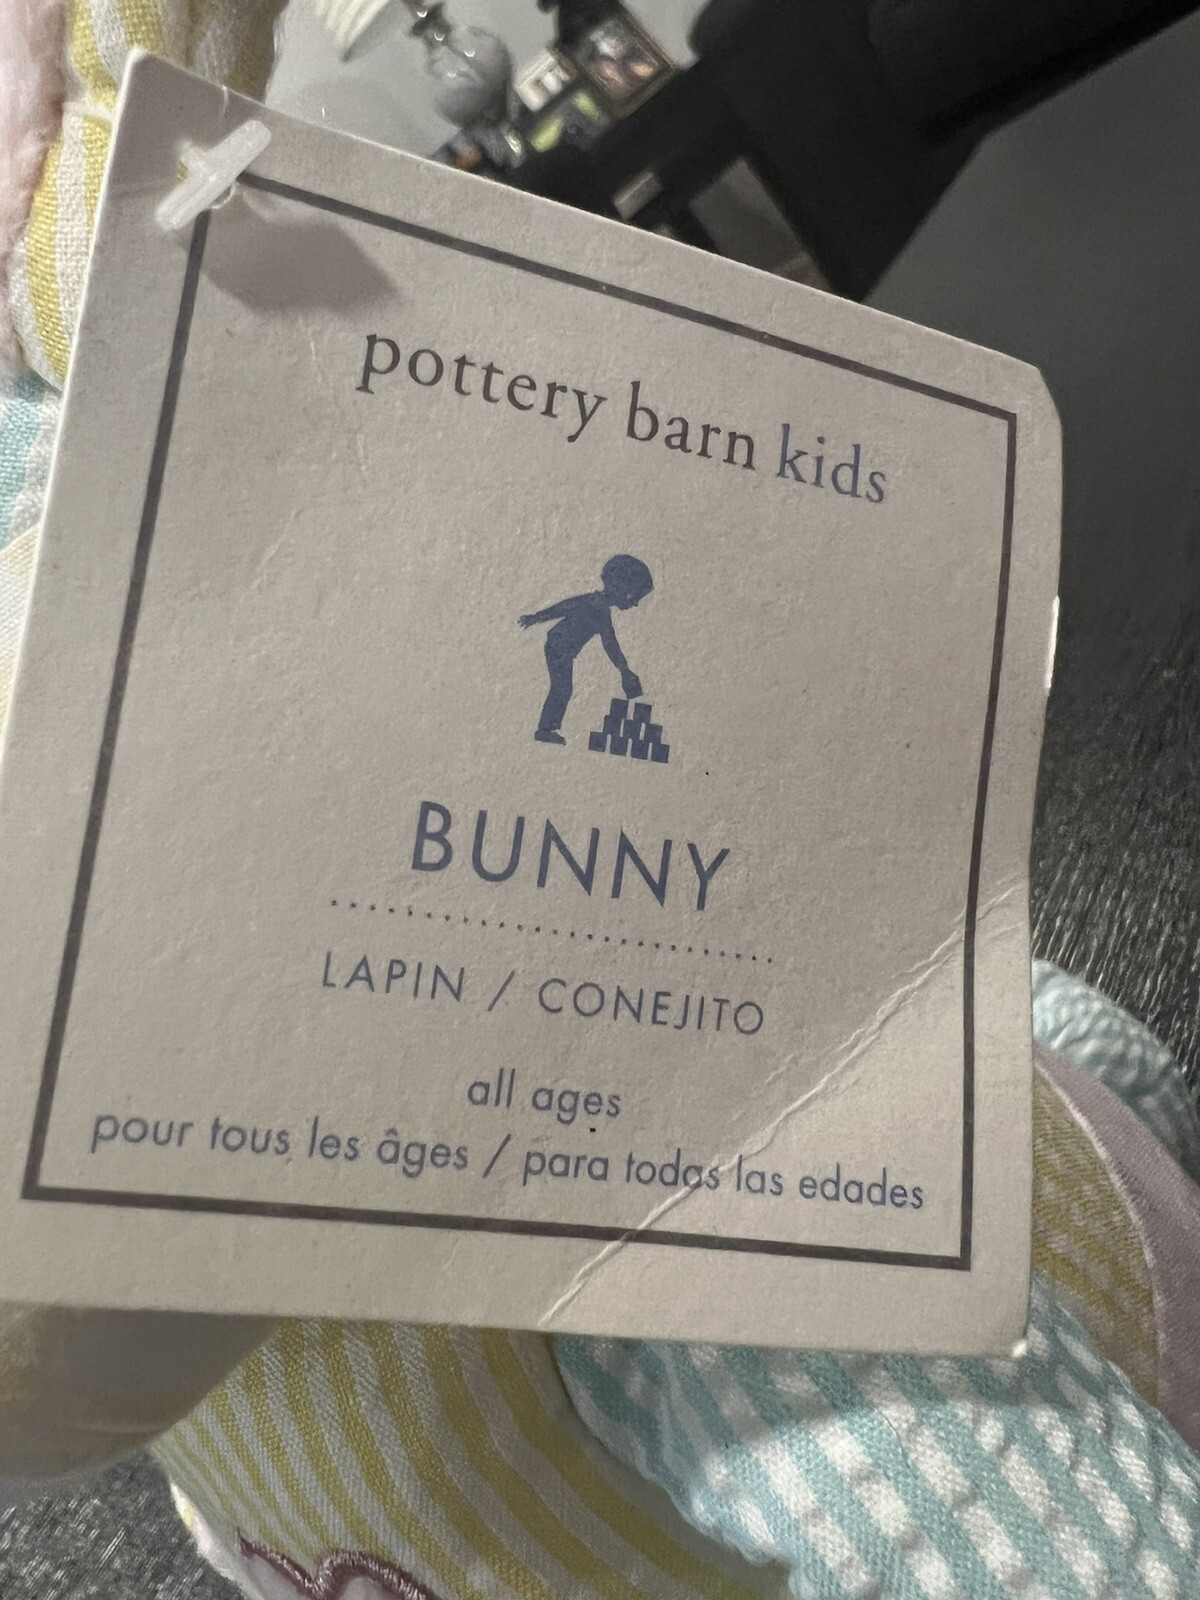 pottery barn kids
BUNNY
LAPIN / CONEJITO
all ages
pour tous les âges / para todas las edades